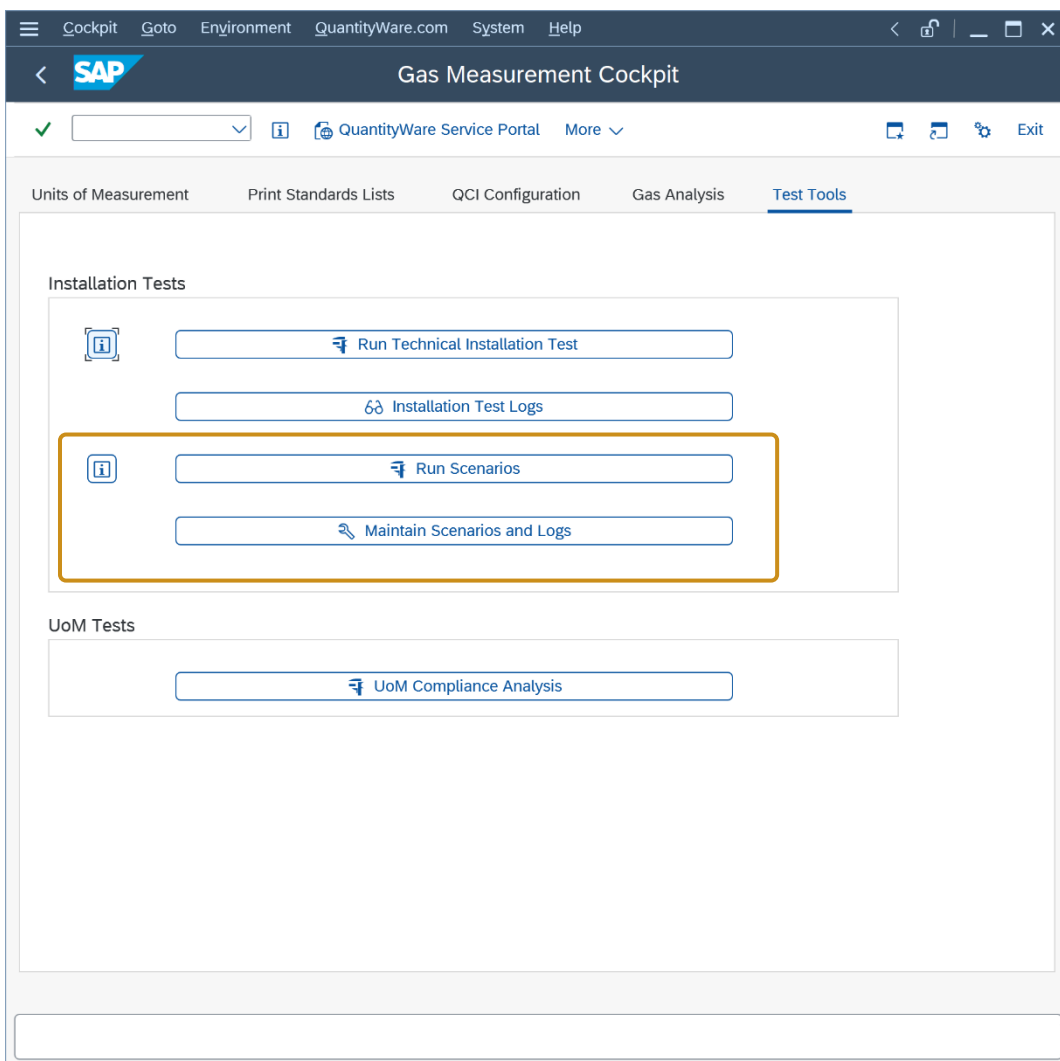 Cockpit Goto Environment QuantityWare.com System Help
SAP Gas Measurement Cockpit
QuantityWare Service Portal More Exit
Units of Measurement Print Standards Lists QCI Configuration Gas Analysis Test Tools
Installation Tests
Run Technical Installation Test
Installation Test Logs
Run Scenarios
Maintain Scenarios and Logs
UoM Tests
UoM Compliance Analysis